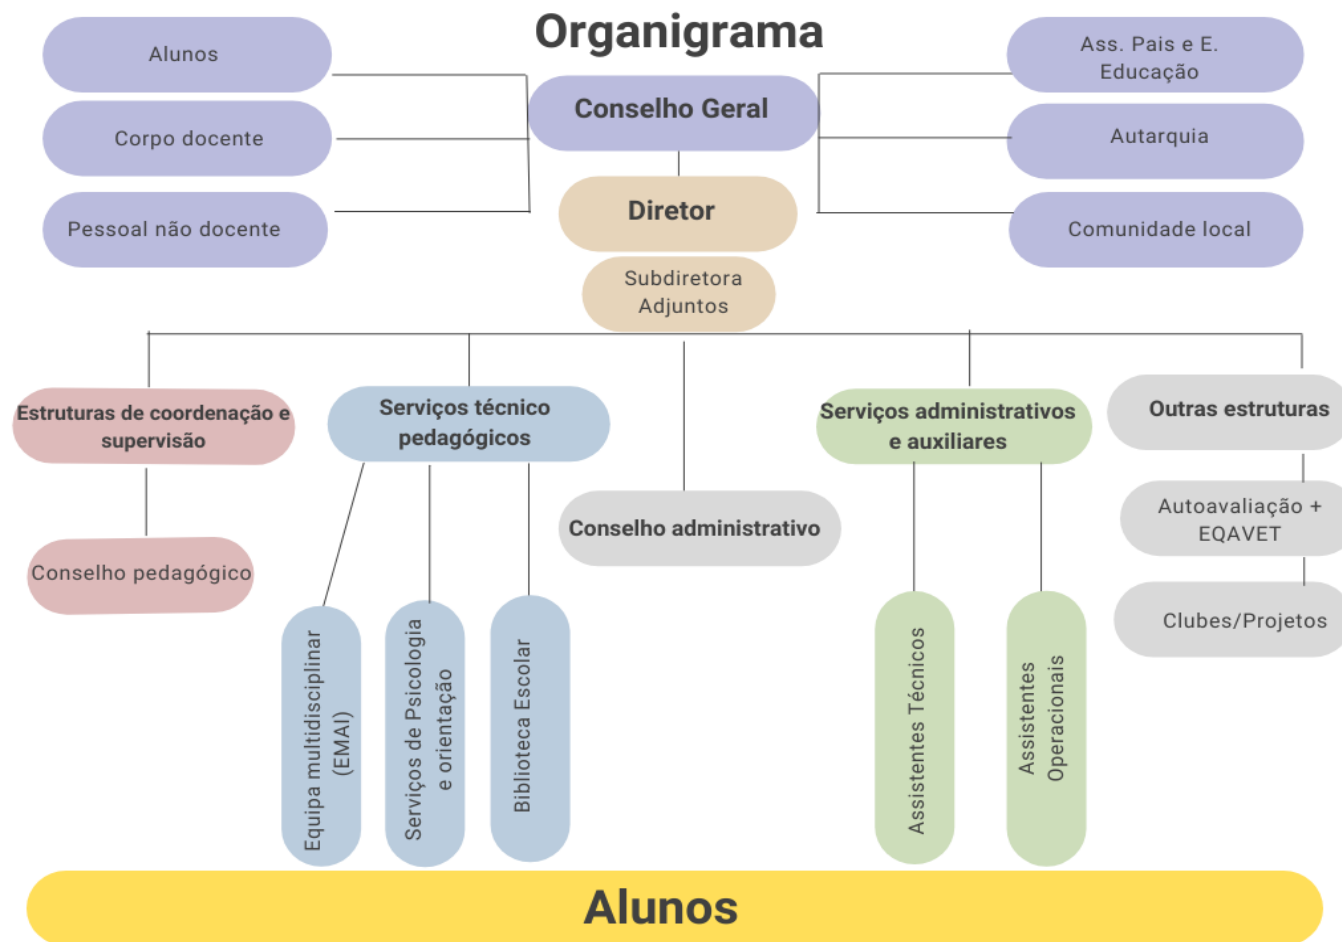 Organigrama
Alunos
Corpo docente
Pessoal não docente
Conselho Geral
Ass. Pais e E.
Educação
Autarquia
Comunidade local
Diretor
Subdiretora
Adjuntos
Estruturas de coordenação e
supervisão
Conselho pedagógico
Serviços técnico
pedagógicos
Equipa multidisciplinar
(EMAI)
Serviços de Psicologia
e orientação
Biblioteca Escolar
Conselho administrativo
Serviços administrativos
e auxiliares
Assistentes Técnicos
Assistentes
Operacionais
Outras estruturas
Autoavaliação +
EQAVET
Clubes/Projetos
Alunos